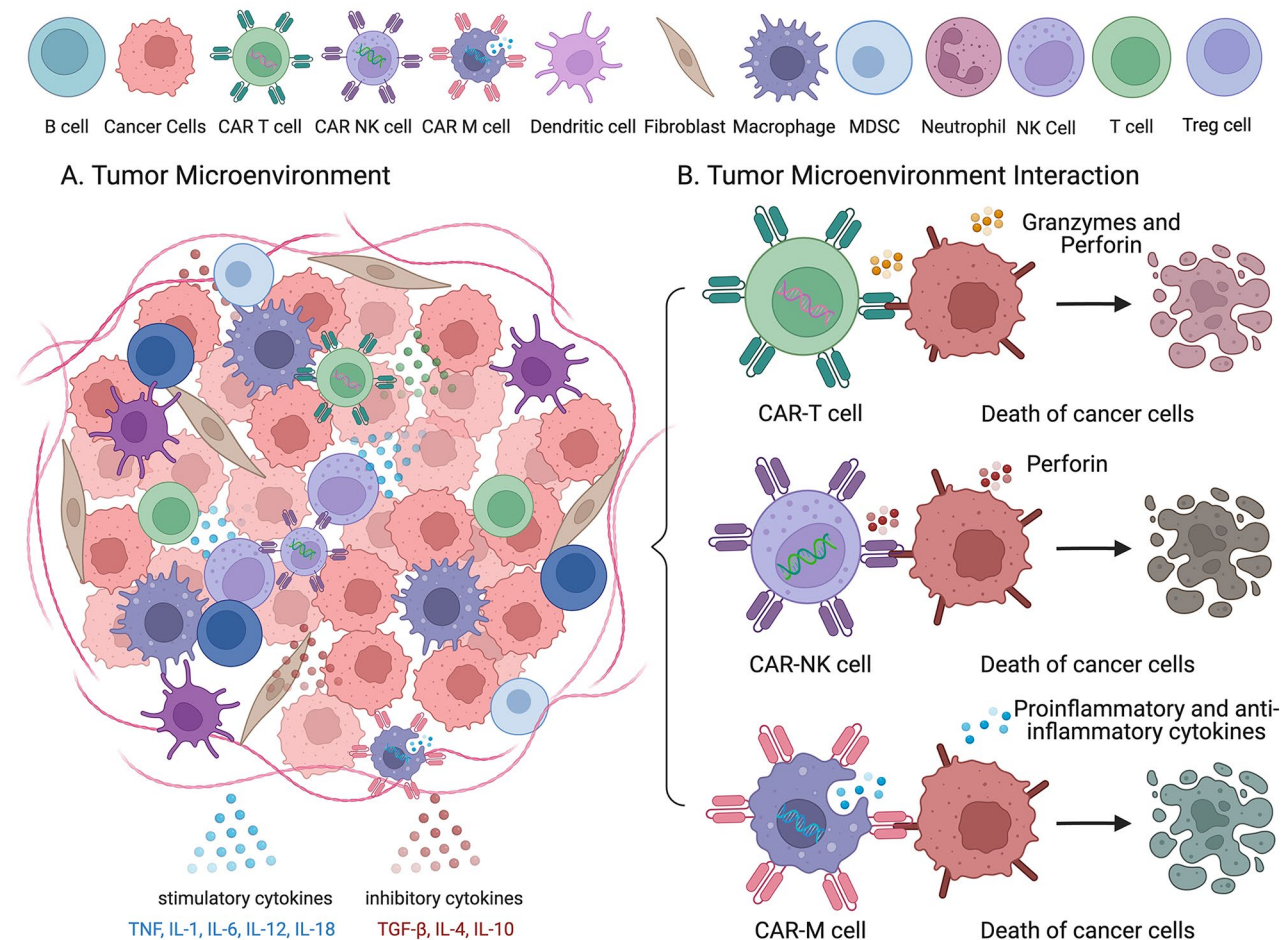 B cell Cancer Cells CAR T cell CAR NK cell CAR M cell Dendritic cell Fibroblast Macrophage MDSC Neutrophil NK Cell T cell Treg cell
A. Tumor Microenvironment
B. Tumor Microenvironment Interaction
Granzymes and
Perforin
CAR-T cell
Death of cancer cells
Perforin
CAR-NK cell
Death of cancer cells
Proinflammatory and anti-
inflammatory cytokines
CAR-M cell
Death of cancer cells
stimulatory cytokines
TNF, IL-1, IL-6, IL-12, IL-18
inhibitory cytokines
TGF-β, IL-4, IL-10